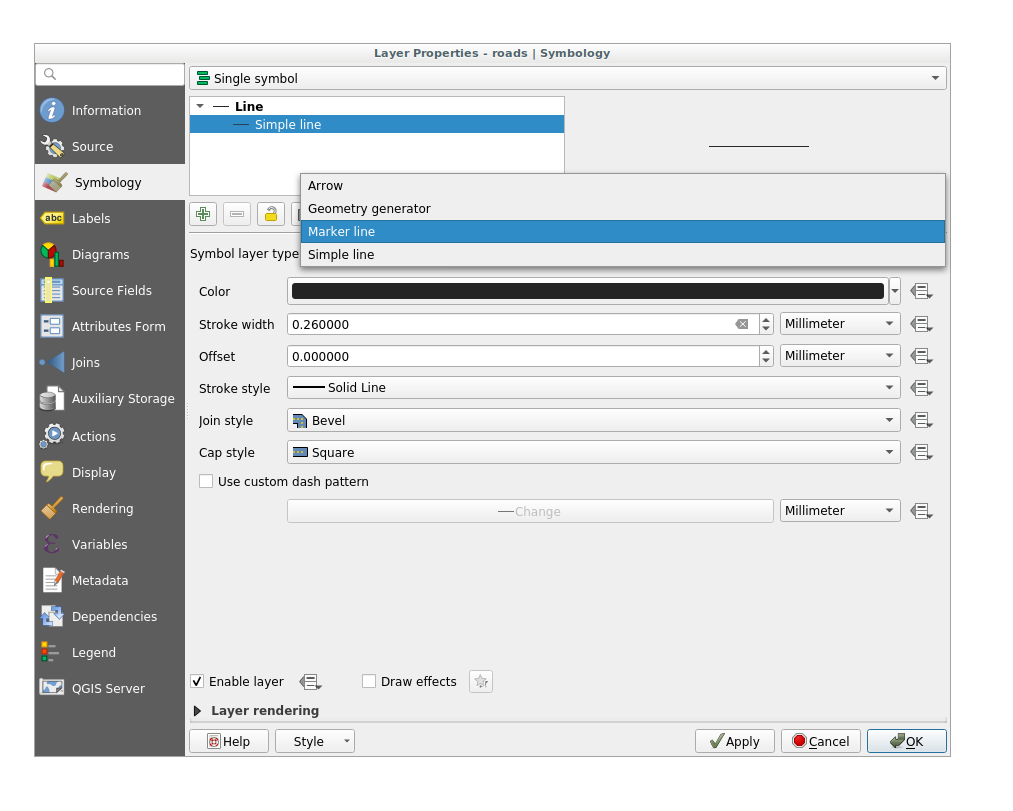 Layer Properties - roads | Symbology
Single symbol
Information
Source
Symbology
abc Labels
Diagrams
Source Fields
Attributes Form
Joins
Auxiliary Storage
Actions
Display
Rendering
Variables
Metadata
Dependencies
Legend
QGIS Server
Line
Simple line
Arrow
Geometry generator
Marker line
Simple line
Symbol layer type
Color
Stroke width 0.260000 Millimeter
Offset 0.000000 Millimeter
Stroke style Solid Line
Join style Bevel
Cap style Square
Use custom dash pattern
Change Millimeter
Enable layer Draw effects
Layer rendering
Help Style Apply Cancel OK